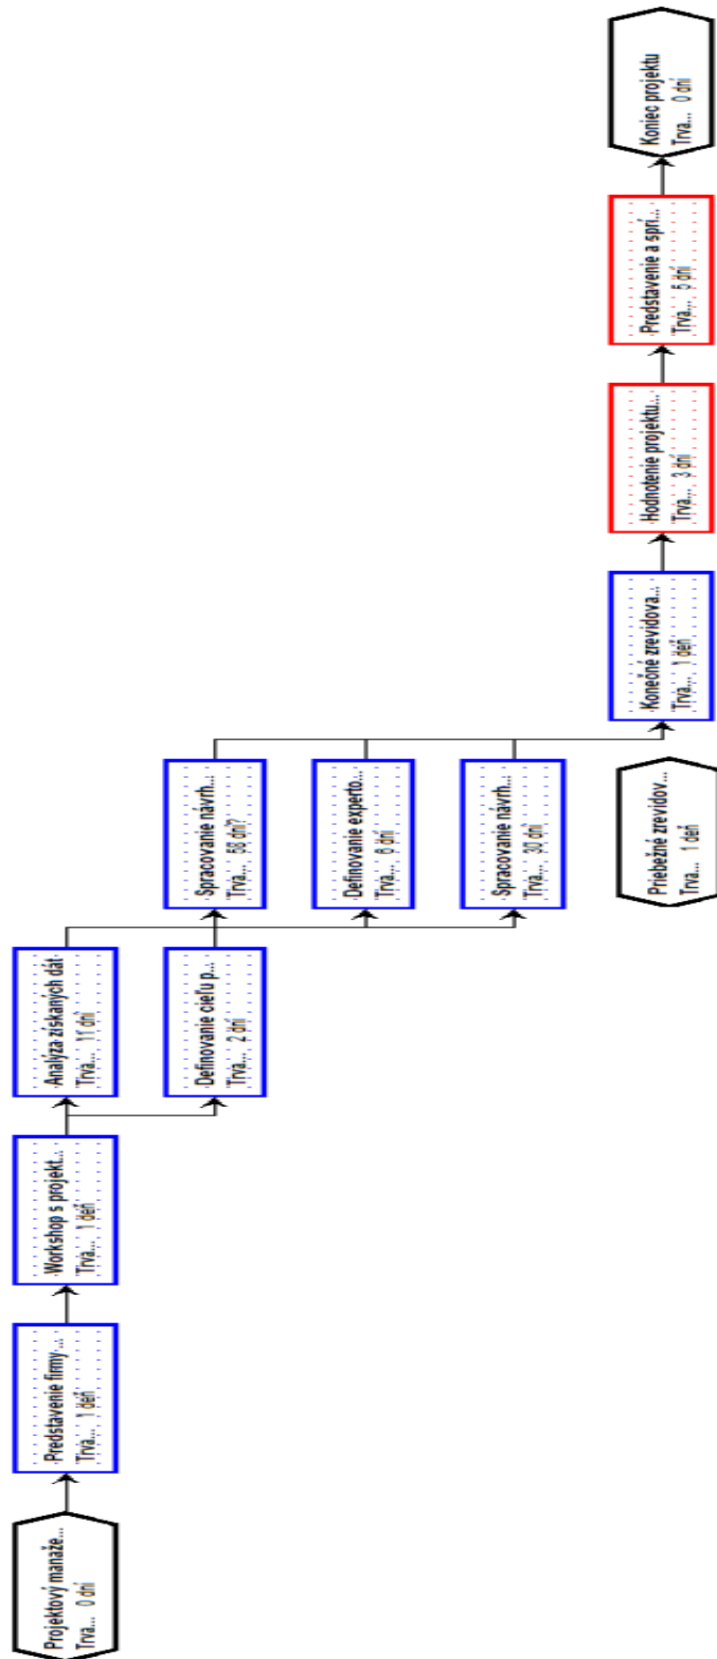 Projektový manaže...
Trva... 0 dní
Predstavenie firmy ...
Trva... 1 deň
Workshop s projekt...
Trva... 1 deň
Analýza získaných dát
Trva... 11 dní
Definovanie cieľu p...
Trva... 2 dní
Spracovanie návrh...
Trva... 58 dní?
Definovanie experto...
Trva... 6 dní
Spracovanie návrh...
Trva... 30 dní
Priebežné zrevidov...
Trva... 1 deň
Konečné zrevidova...
Trva... 1 deň
Hodnotenie projektu...
Trva... 3 dní
Predstavenie a sprí...
Trva... 5 dní
Koniec projektu
Trva... 0 dní